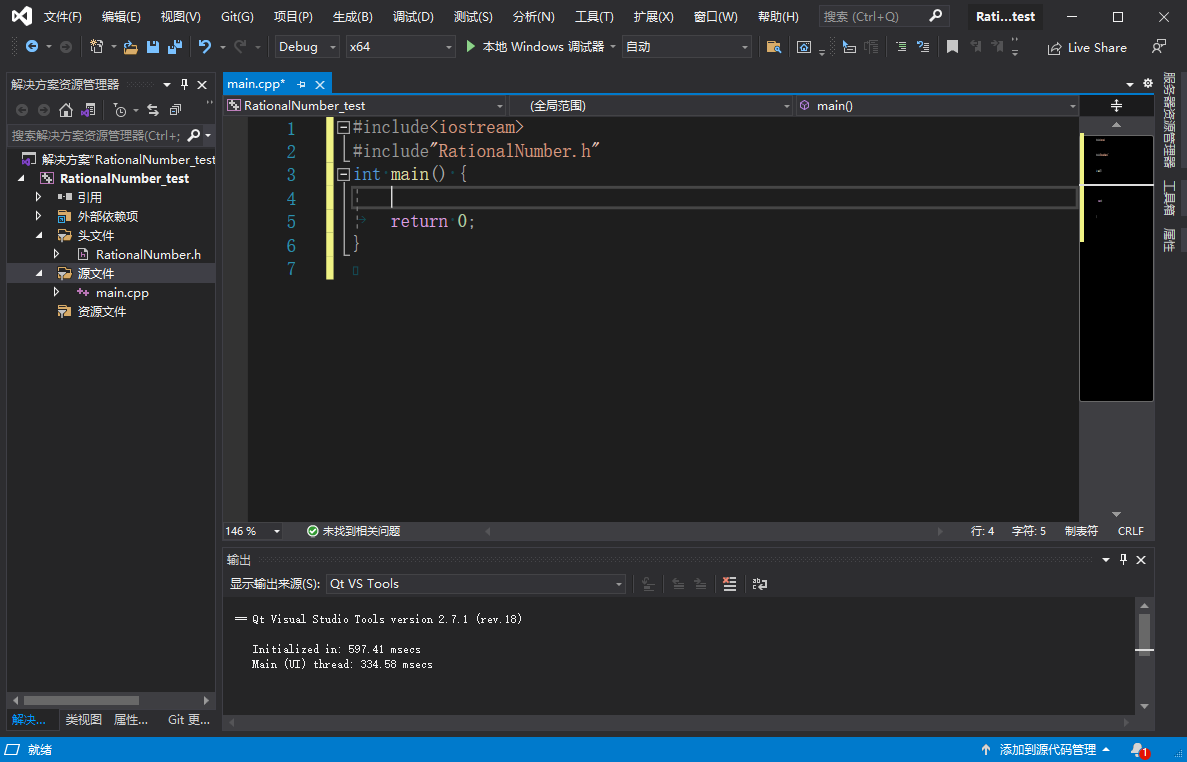 文件(F) 编辑(E) 视图(V) Git(G) 项目(P) 生成(B) 调试(D) 测试(S) 分析(N) 工具(T) 扩展(X) 窗口(W) 帮助(H) 搜索 (Ctrl+Q) Rati...test
Debug x64 本地 Windows 调试器 自动 Live Share
解决方案资源管理器
搜索解决方案资源管理器(Ctrl+;
解决方案"RationalNumber_test
RationalNumber_test
引用
外部依赖项
头文件
RationalNumber.h
源文件
main.cpp
资源文件
解决... 类视图 属性... Git 更...
main.cpp*
RationalNumber_test (全局范围) main()
1 #include<iostream>
2 #include"RationalNumber.h"
3 int main() {
4
5 return 0;
6 }
7
146 % 未找到相关问题 行: 4 字符: 5 制表符 CRLF
输出
显示输出来源(S): Qt VS Tools
== Qt Visual Studio Tools version 2.7.1 (rev.18)
Initialized in: 597.41 msecs
Main (UI) thread: 334.58 msecs
服务器资源管理器
工具箱
属性
就绪 添加到源代码管理 1